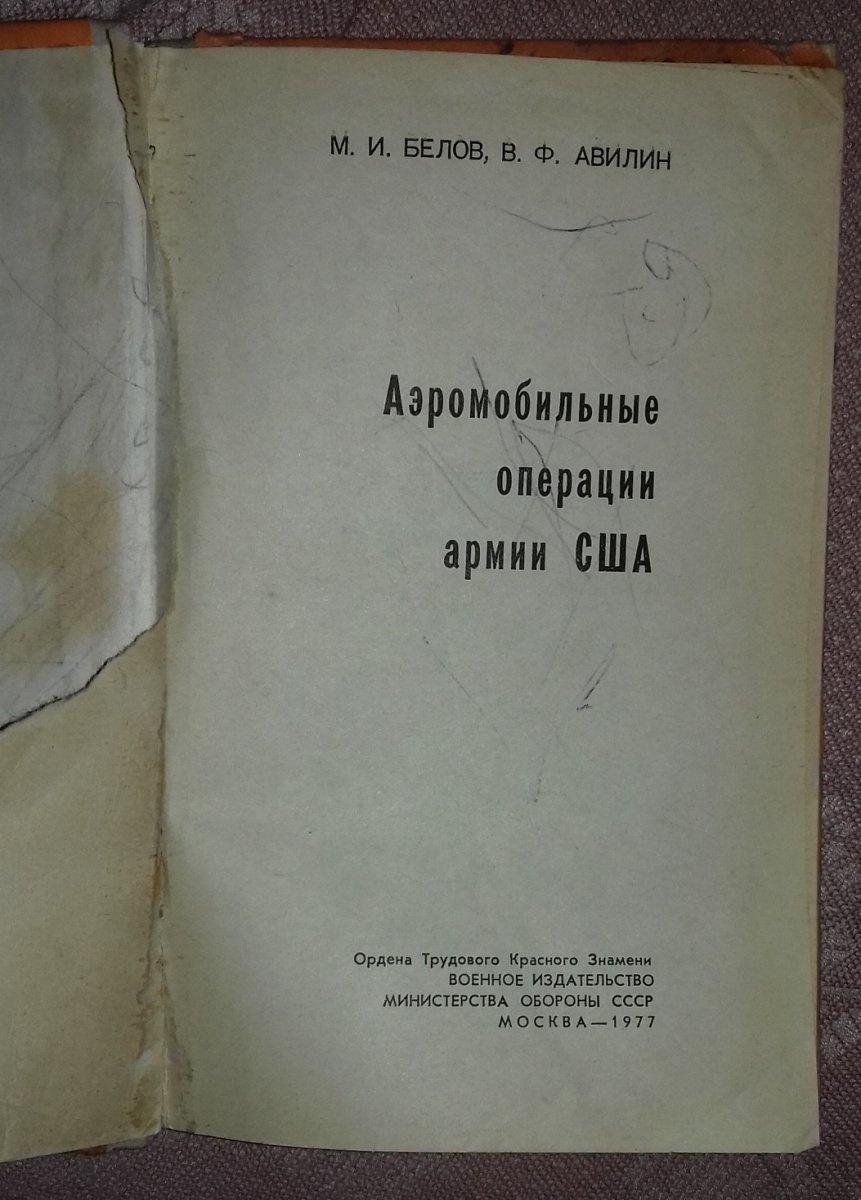 М. И. БЕЛОВ, В. Ф. АВИЛИН
Аэромобильные
операции
армии США
Ордена Трудового Красного Знамени
ВОЕННОЕ ИЗДАТЕЛЬСТВО
МИНИСТЕРСТВА ОБОРОНЫ СССР
МОСКВА—1977